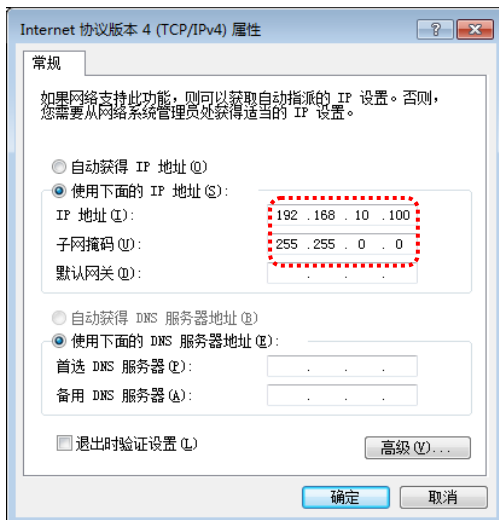 Internet 协议版本 4 (TCP/IPv4) 属性
常规
如果网络支持此功能，则可以获取自动指派的 IP 设置。否则，
您需要从网络系统管理员处获得适当的 IP 设置。
自动获得 IP 地址(O)
使用下面的 IP 地址(S):
IP 地址(I): 192 .168 . 10 .100
子网掩码(U): 255 .255 . 0 . 0
默认网关(D): . . .
自动获得 DNS 服务器地址(B)
使用下面的 DNS 服务器地址(E):
首选 DNS 服务器(P): . . .
备用 DNS 服务器(A): . . .
退出时验证设置(L)
高级(V)...
确定 取消